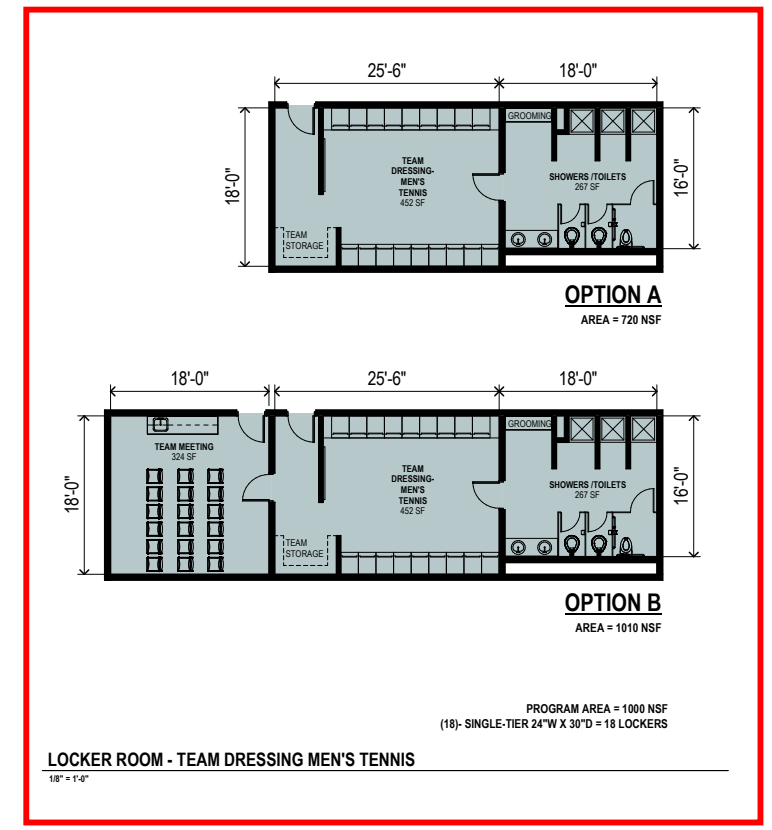 25'-6"
18'-0"
18'-0"
GROOMING
TEAM
DRESSING-
MEN'S
TENNIS
452 SF
SHOWERS /TOILETS
267 SF
16'-0"
TEAM
STORAGE
OPTION A
AREA = 720 NSF
18'-0"
25'-6"
18'-0"
18'-0"
TEAM MEETING
324 SF
GROOMING
TEAM
DRESSING-
MEN'S
TENNIS
452 SF
SHOWERS /TOILETS
267 SF
16'-0"
TEAM
STORAGE
OPTION B
AREA = 1010 NSF
PROGRAM AREA = 1000 NSF
(18)- SINGLE-TIER 24"W X 30"D = 18 LOCKERS
LOCKER ROOM - TEAM DRESSING MEN'S TENNIS
1/8" = 1'-0"